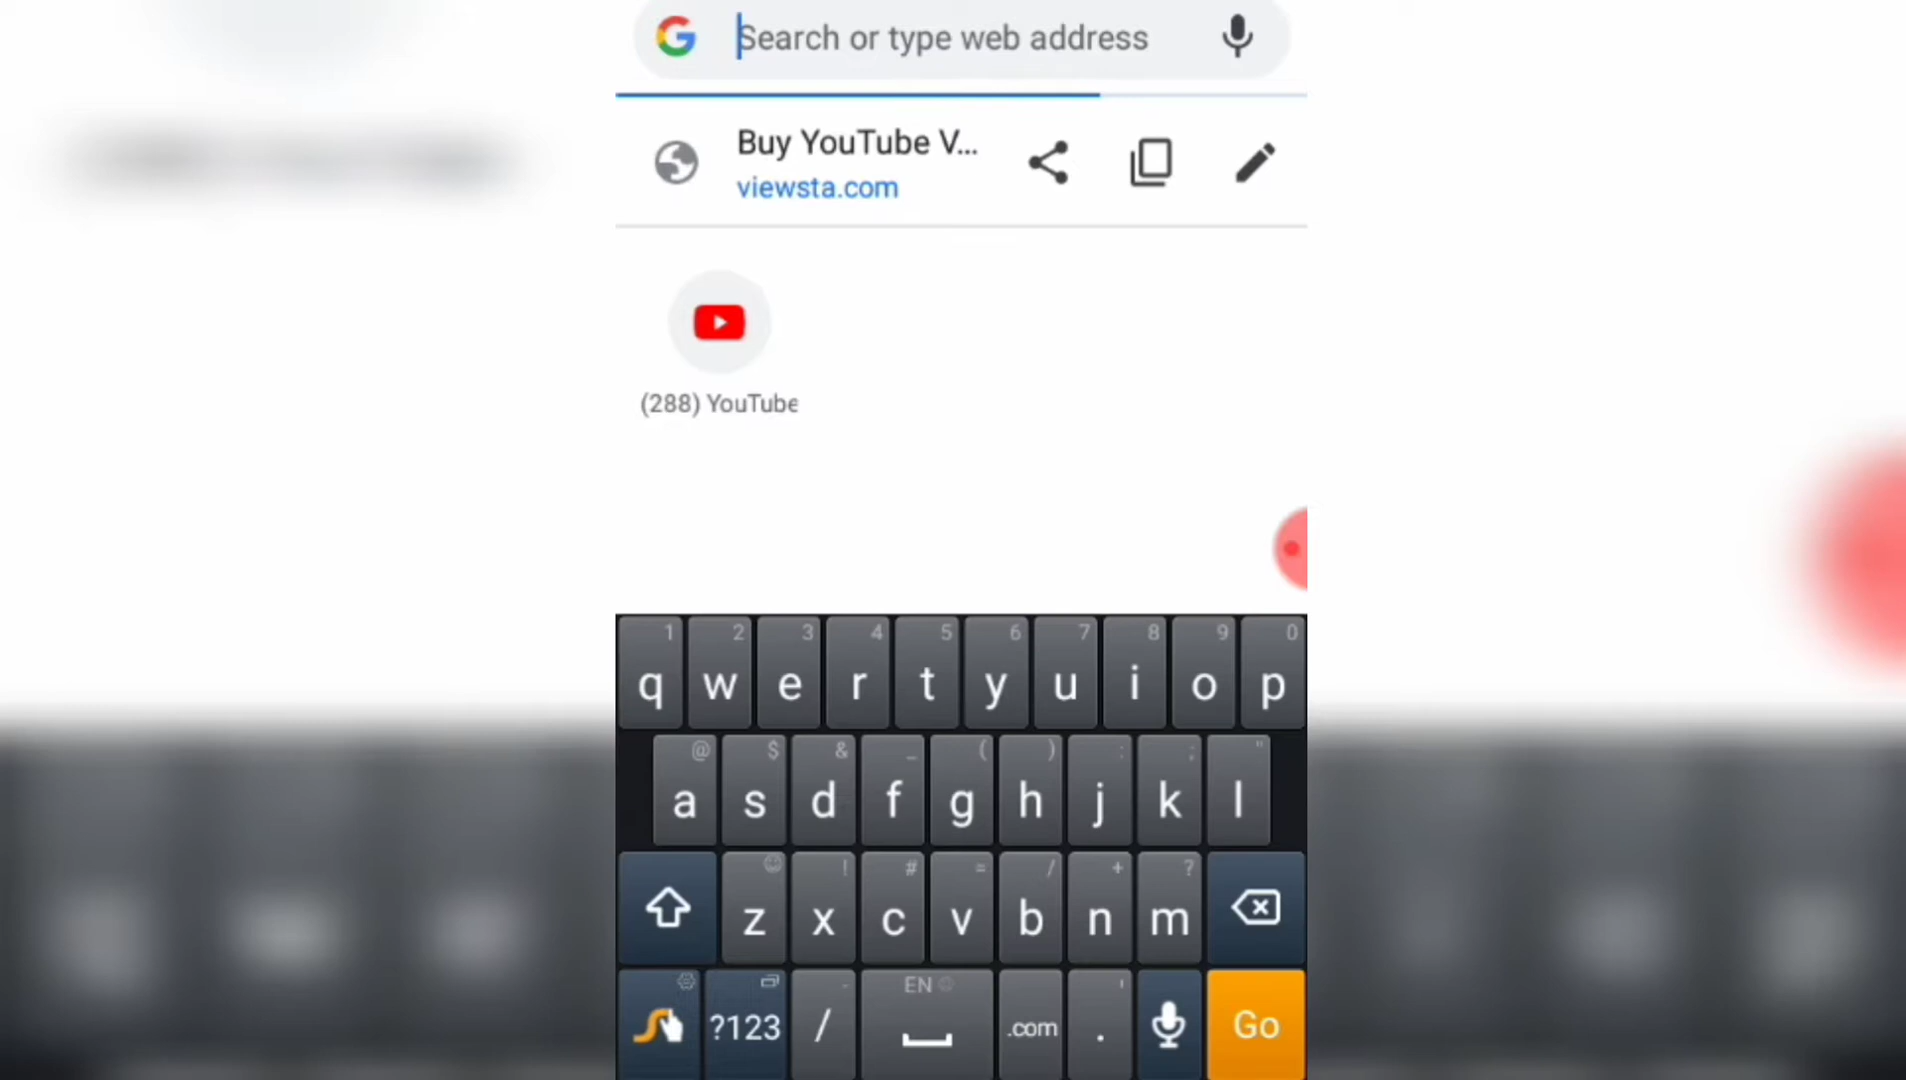 Search or type web address
Buy YouTube V...
viewsta.com
(288) YouTube
1 2 3 4 5 6 7 8 9 0
q w e r t y u i o p
@ $ & _ ( ) : ; "
a s d f g h j k l
! # = / + ?
z x c v b n m
- EN '
?123 / .com . Go